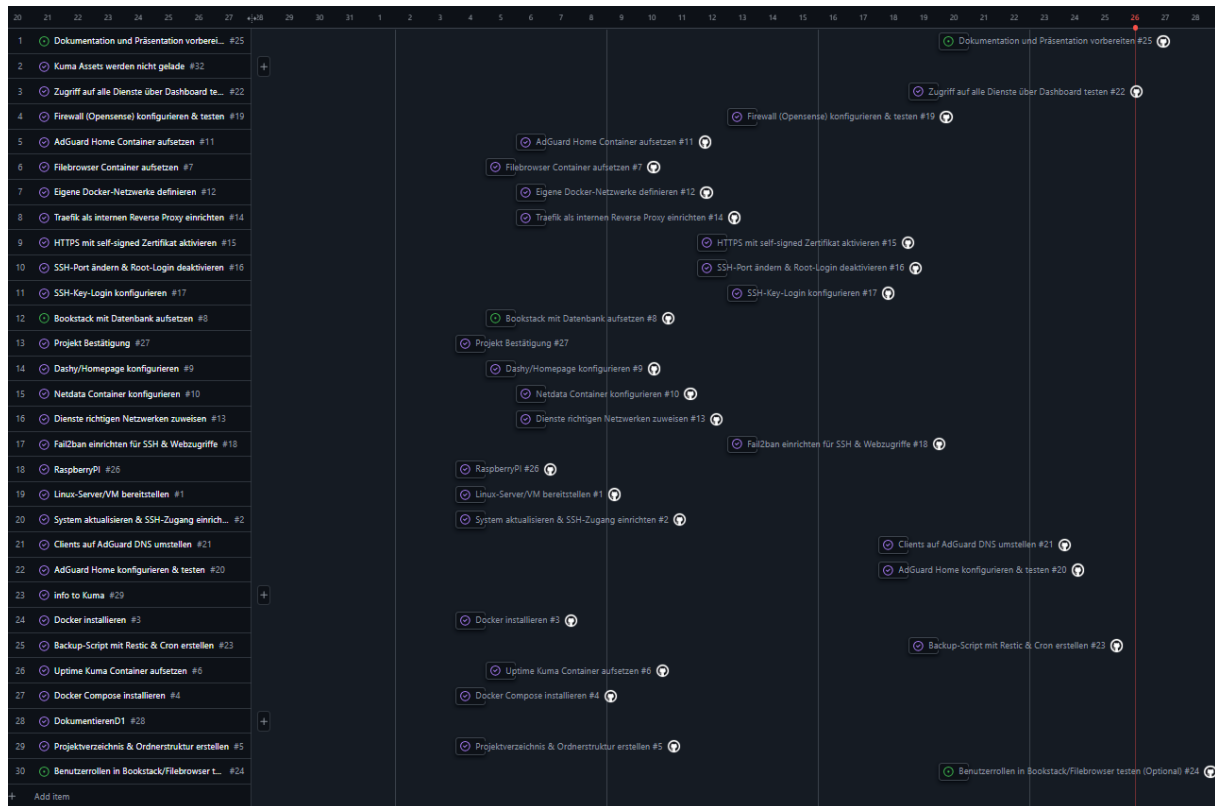 20 21 22 23 24 25 26 27 28 29 30 31 1 2 3 4 5 6 7 8 9 10 11 12 13 14 15 16 17 18 19 20 21 22 23 24 25 26 27 28
1 Dokumentation und Präsentation vorberei... #25 Dokumentation und Präsentation vorbereiten #25
2 Kuma Assets werden nicht gelade #32 +
3 Zugriff auf alle Dienste über Dashboard te... #22 Zugriff auf alle Dienste über Dashboard testen #22
4 Firewall (Opensense) konfigurieren & testen #19 Firewall (Opensense) konfigurieren & testen #19
5 AdGuard Home Container aufsetzen #11 AdGuard Home Container aufsetzen #11
6 Filebrowser Container aufsetzen #7 Filebrowser Container aufsetzen #7
7 Eigene Docker-Netzwerke definieren #12 Eigene Docker-Netzwerke definieren #12
8 Traefik als internen Reverse Proxy einrichten #14 Traefik als internen Reverse Proxy einrichten #14
9 HTTPS mit self-signed Zertifikat aktivieren #15 HTTPS mit self-signed Zertifikat aktivieren #15
10 SSH-Port ändern & Root-Login deaktivieren #16 SSH-Port ändern & Root-Login deaktivieren #16
11 SSH-Key-Login konfigurieren #17 SSH-Key-Login konfigurieren #17
12 Bookstack mit Datenbank aufsetzen #8 Bookstack mit Datenbank aufsetzen #8
13 Projekt Bestätigung #27 Projekt Bestätigung #27
14 Dashy/Homepage konfigurieren #9 Dashy/Homepage konfigurieren #9
15 Netdata Container konfigurieren #10 Netdata Container konfigurieren #10
16 Dienste richtigen Netzwerken zuweisen #13 Dienste richtigen Netzwerken zuweisen #13
17 Fail2ban einrichten für SSH & Webzugriffe #18 Fail2ban einrichten für SSH & Webzugriffe #18
18 RaspberryPI #26 RaspberryPI #26
19 Linux-Server/VM bereitstellen #1 Linux-Server/VM bereitstellen #1
20 System aktualisieren & SSH-Zugang einrich... #2 System aktualisieren & SSH-Zugang einrichten #2
21 Clients auf AdGuard DNS umstellen #21 Clients auf AdGuard DNS umstellen #21
22 AdGuard Home konfigurieren & testen #20 AdGuard Home konfigurieren & testen #20
23 info to Kuma #29 +
24 Docker installieren #3 Docker installieren #3
25 Backup-Script mit Restic & Cron erstellen #23 Backup-Script mit Restic & Cron erstellen #23
26 Uptime Kuma Container aufsetzen #6 Uptime Kuma Container aufsetzen #6
27 Docker Compose installieren #4 Docker Compose installieren #4
28 DokumentierenD1 #28 +
29 Projektverzeichnis & Ordnerstruktur erstellen #5 Projektverzeichnis & Ordnerstruktur erstellen #5
30 Benutzerrollen in Bookstack/Filebrowser t... #24 Benutzerrollen in Bookstack/Filebrowser testen (Optional) #24
+ Add item